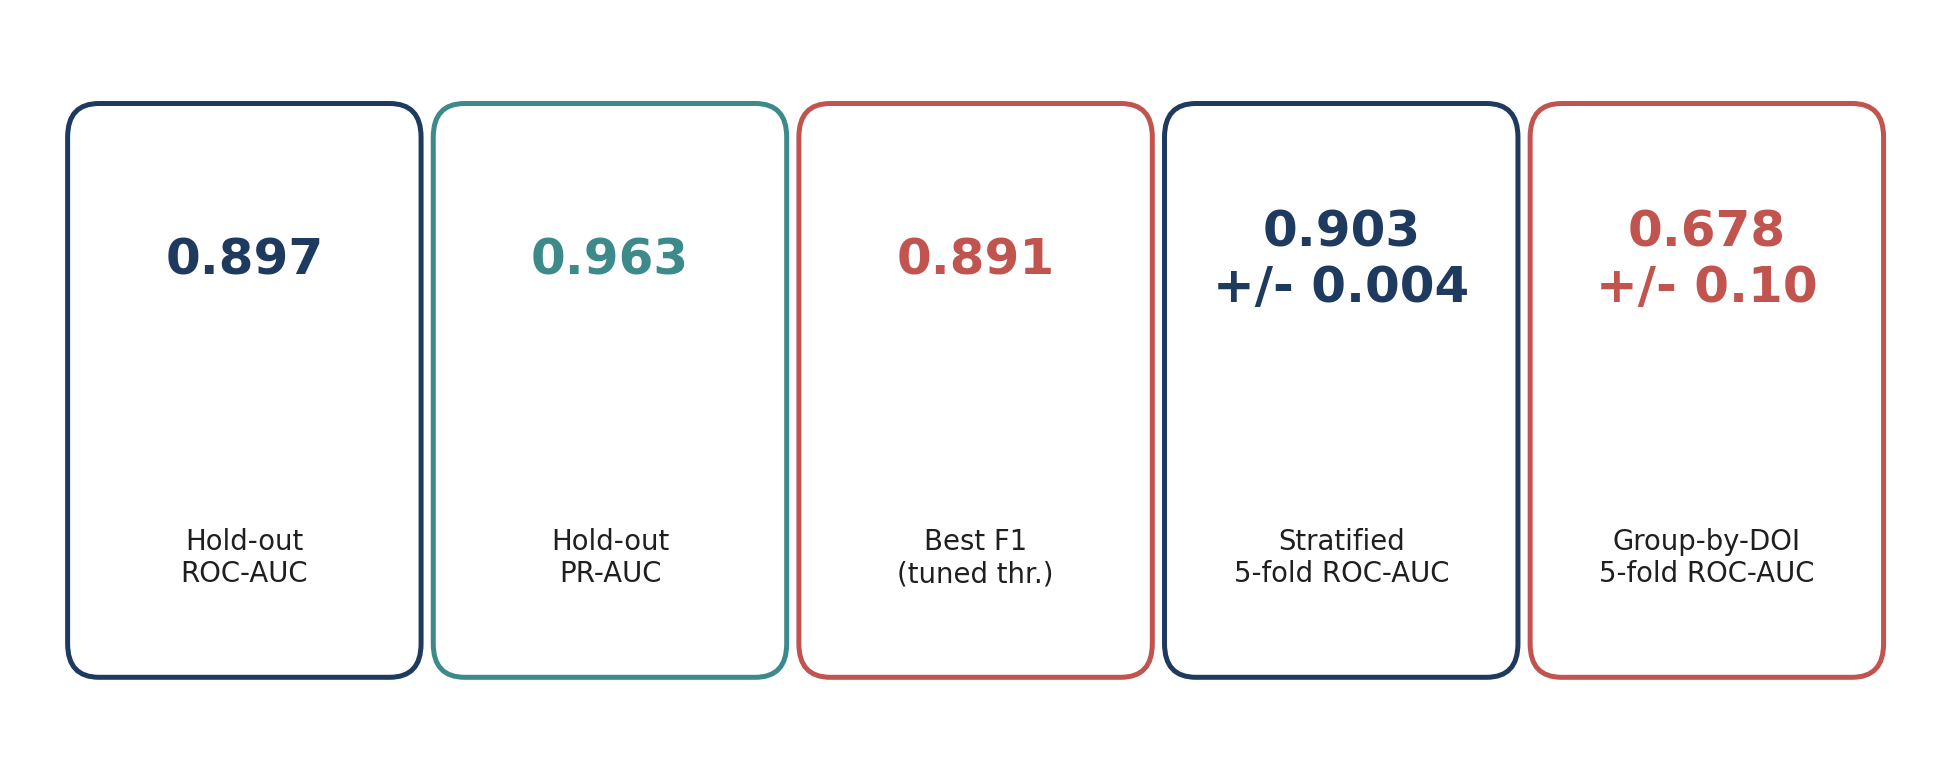 0.897
Hold-out
ROC-AUC
0.963
Hold-out
PR-AUC
0.891
Best F1
(tuned thr.)
0.903
+/- 0.004
Stratified
5-fold ROC-AUC
0.678
+/- 0.10
Group-by-DOI
5-fold ROC-AUC